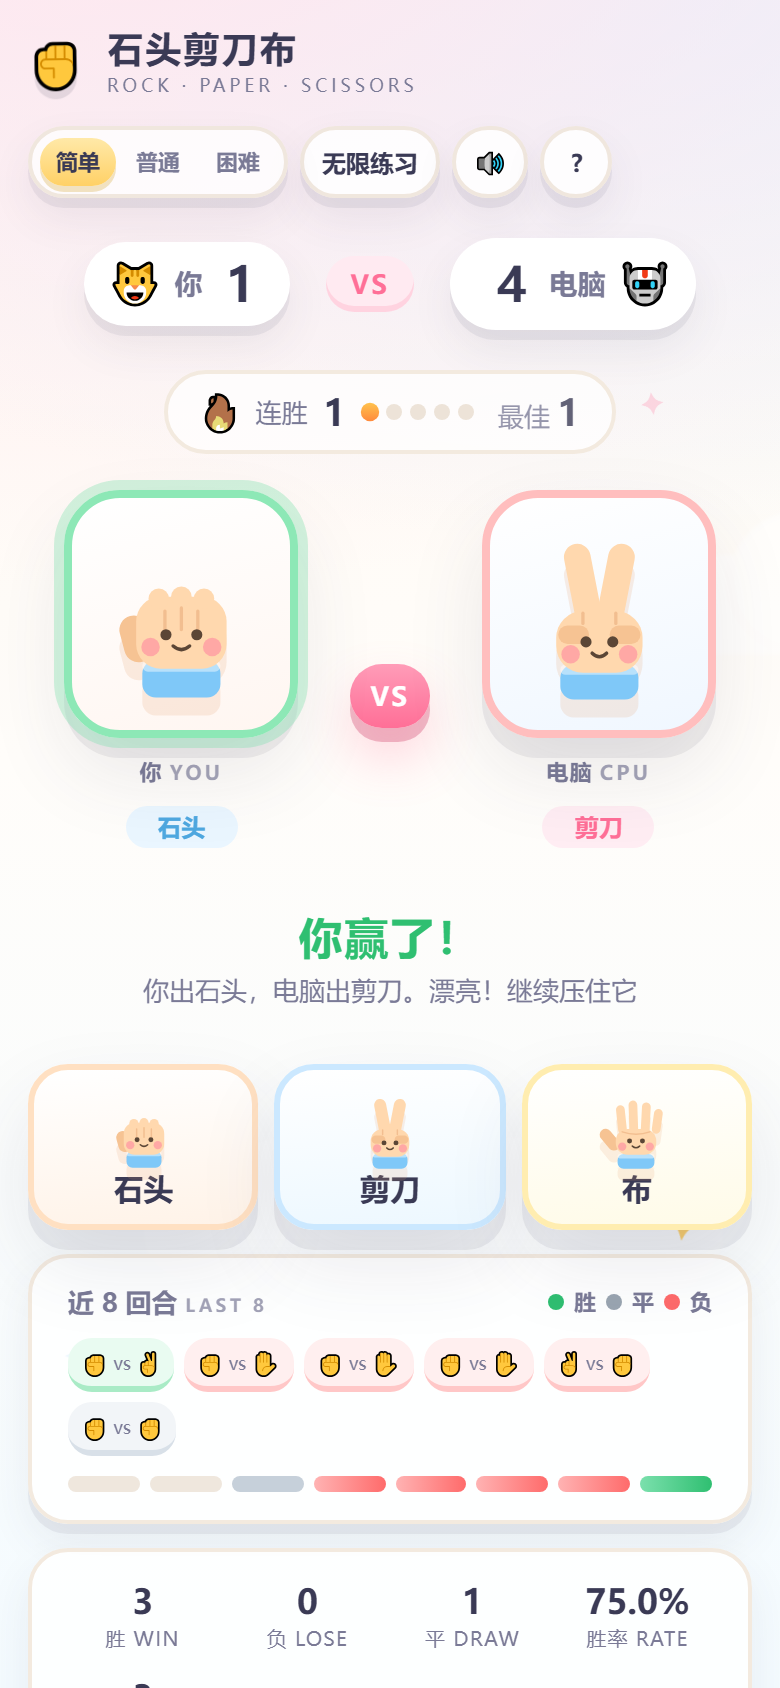 石头剪刀布
ROCK · PAPER · SCISSORS
简单 普通 困难 无限练习 ?
你 1 VS 4 电脑
连胜 1 最佳 1
VS
你 YOU 电脑 CPU
石头 剪刀
你赢了！
你出石头，电脑出剪刀。漂亮！继续压住它
石头 剪刀 布
近 8 回合 LAST 8 胜 平 负
VS VS VS VS VS
VS
3 0 1 75.0%
胜 WIN 负 LOSE 平 DRAW 胜率 RATE